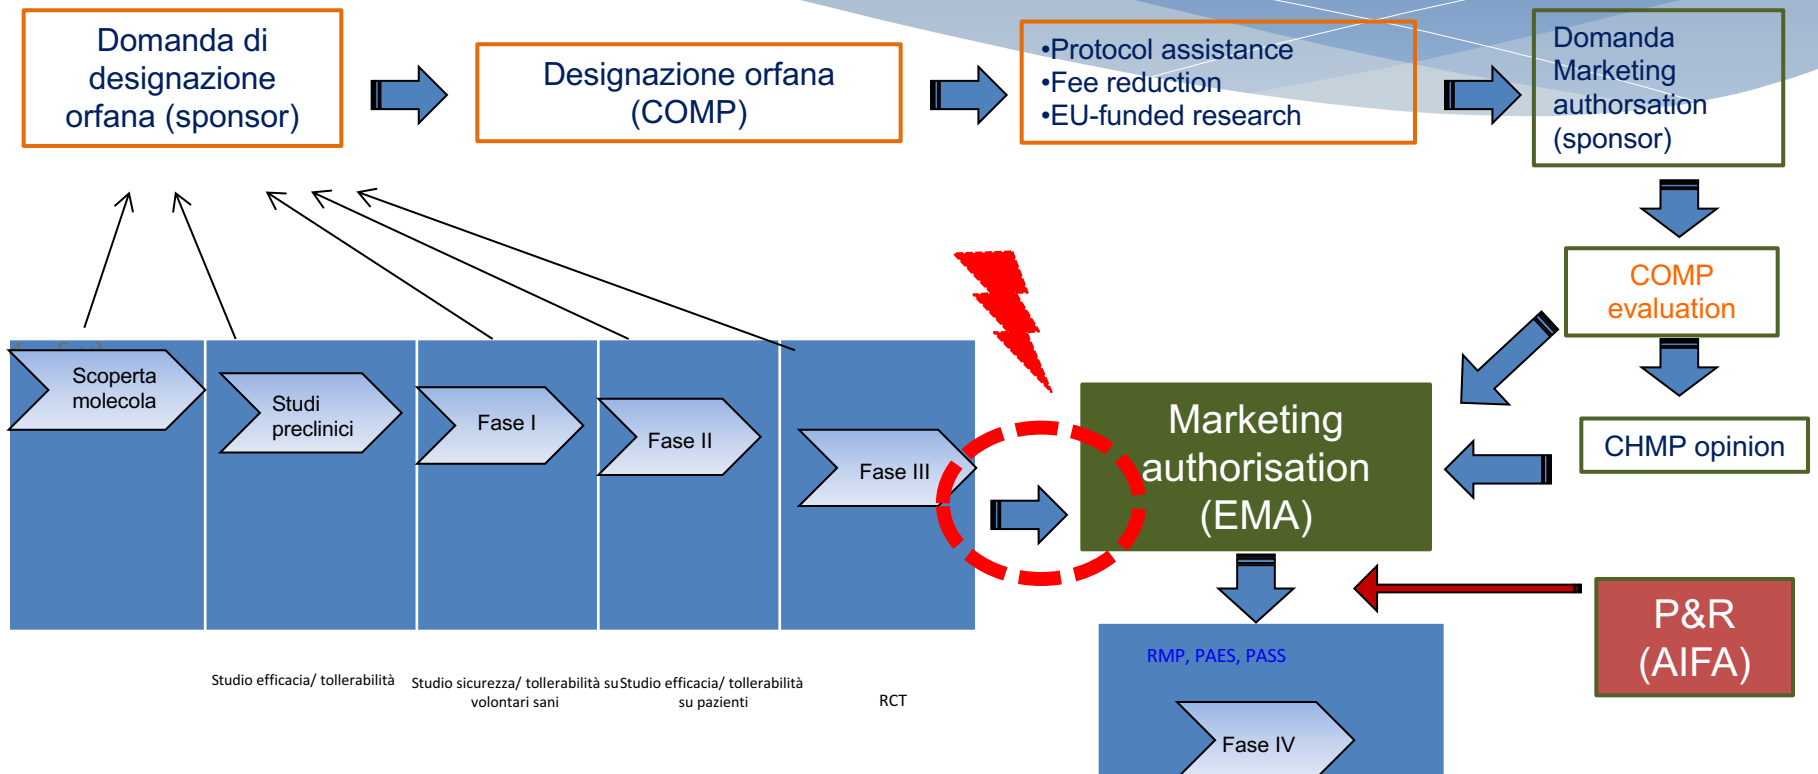 Domanda di
designazione
orfana (sponsor)
Designazione orfana
(COMP)
•Protocol assistance
•Fee reduction
•EU-funded research
Domanda
Marketing
authorsation
(sponsor)
COMP
evaluation
CHMP opinion
Scoperta
molecola
Studi
preclinici
Fase I
Fase II
Fase III
Marketing
authorisation
(EMA)
P&R
(AIFA)
Studio efficacia/ tollerabilità
Studio sicurezza/ tollerabilità su
volontari sani
Studio efficacia/ tollerabilità
su pazienti
RCT
RMP, PAES, PASS
Fase IV